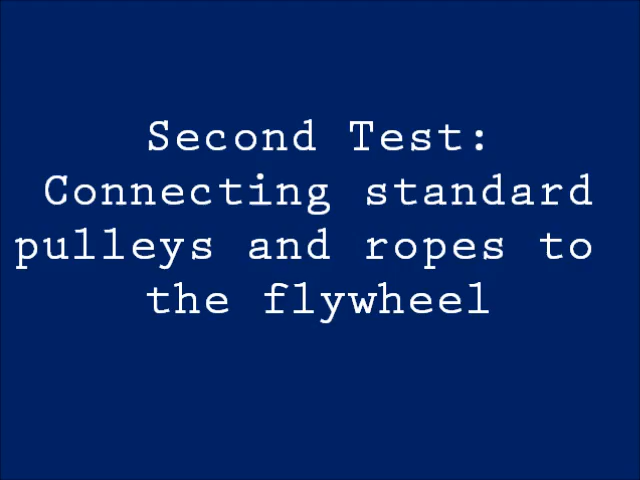 Second Test:
Connecting standard
pulleys and ropes to
the flywheel